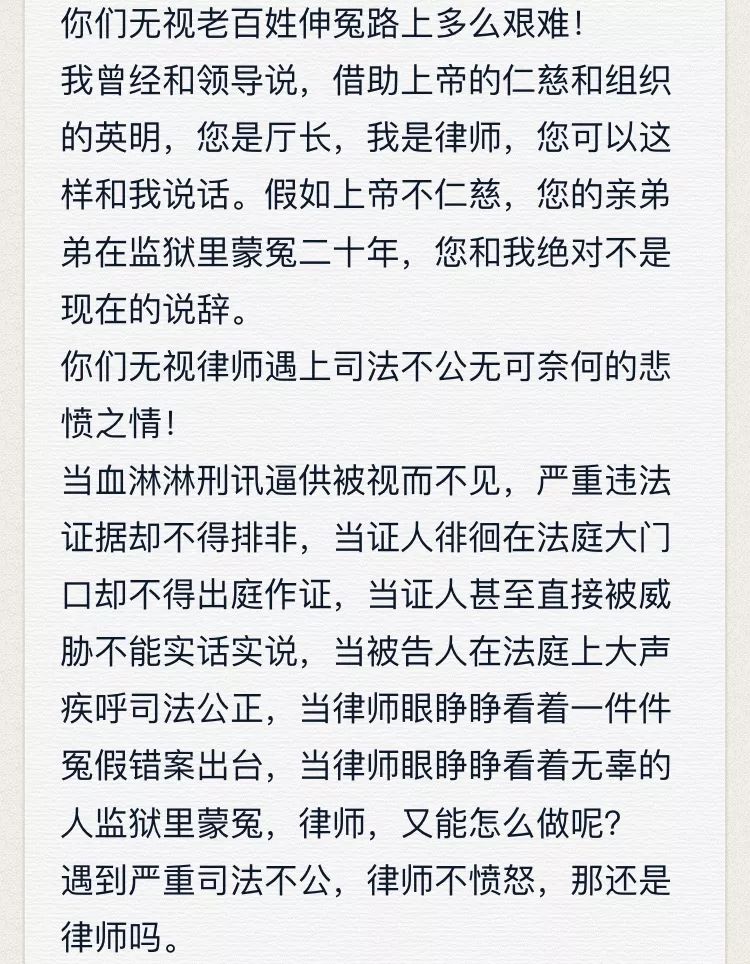 你们无视老百姓伸冤路上多么艰难！
我曾经和领导说，借助上帝的仁慈和组织
的英明，您是厅长，我是律师，您可以这
样和我说话。假如上帝不仁慈，您的亲弟
弟在监狱里蒙冤二十年，您和我绝对不是
现在的说辞。
你们无视律师遇上司法不公无可奈何的悲
愤之情！
当血淋淋刑讯逼供被视而不见，严重违法
证据却不得排非，当证人徘徊在法庭大门
口却不得出庭作证，当证人甚至直接被威
胁不能实话实说，当被告人在法庭上大声
疾呼司法公正，当律师眼睁睁看着一件件
冤假错案出台，当律师眼睁睁看着无辜的
人监狱里蒙冤，律师，又能怎么做呢？
遇到严重司法不公，律师不愤怒，那还是
律师吗。